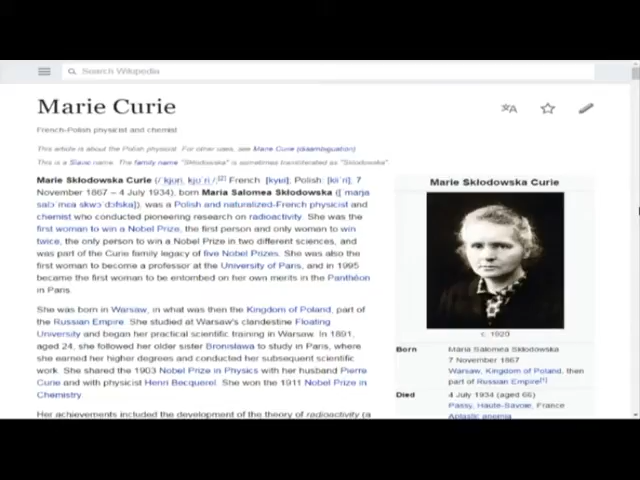 Search Wikipedia
Marie Curie
French-Polish physicist and chemist
This article is about the Polish physicist. For other uses, see Marie Curie (disambiguation)
This is a Slavic name. The family name "Skłodowska" is sometimes transliterated as "Skłodowska"
Marie Skłodowska Curie French: Polish: 7
November 1867 – 4 July 1934), born Maria Salomea Skłodowska
was a Polish and naturalized-French physicist and
chemist who conducted pioneering research on radioactivity. She was the
first woman to win a Nobel Prize, the first person and only woman to win
twice, the only person to win a Nobel Prize in two different sciences, and
was part of the Curie family legacy of five Nobel Prizes. She was also the
first woman to become a professor at the University of Paris, and in 1995
became the first woman to be entombed on her own merits in the Panthéon
in Paris.
She was born in Warsaw, in what was then the Kingdom of Poland, part of
the Russian Empire. She studied at Warsaw's clandestine Floating
University and began her practical scientific training in Warsaw. In 1891,
aged 24, she followed her older sister Bronisława to study in Paris, where
she earned her higher degrees and conducted her subsequent scientific
work. She shared the 1903 Nobel Prize in Physics with her husband Pierre
Curie and with physicist Henri Becquerel. She won the 1911 Nobel Prize in
Chemistry.
Her achievements included the development of the theory of radioactivity (a
Marie Skłodowska Curie
c. 1920
Born Maria Salomea Skłodowska
7 November 1867
Warsaw, Kingdom of Poland, then
part of Russian Empire[1]
Died 4 July 1934 (aged 66)
Passy, Haute-Savoie, France
Aplastic anemia